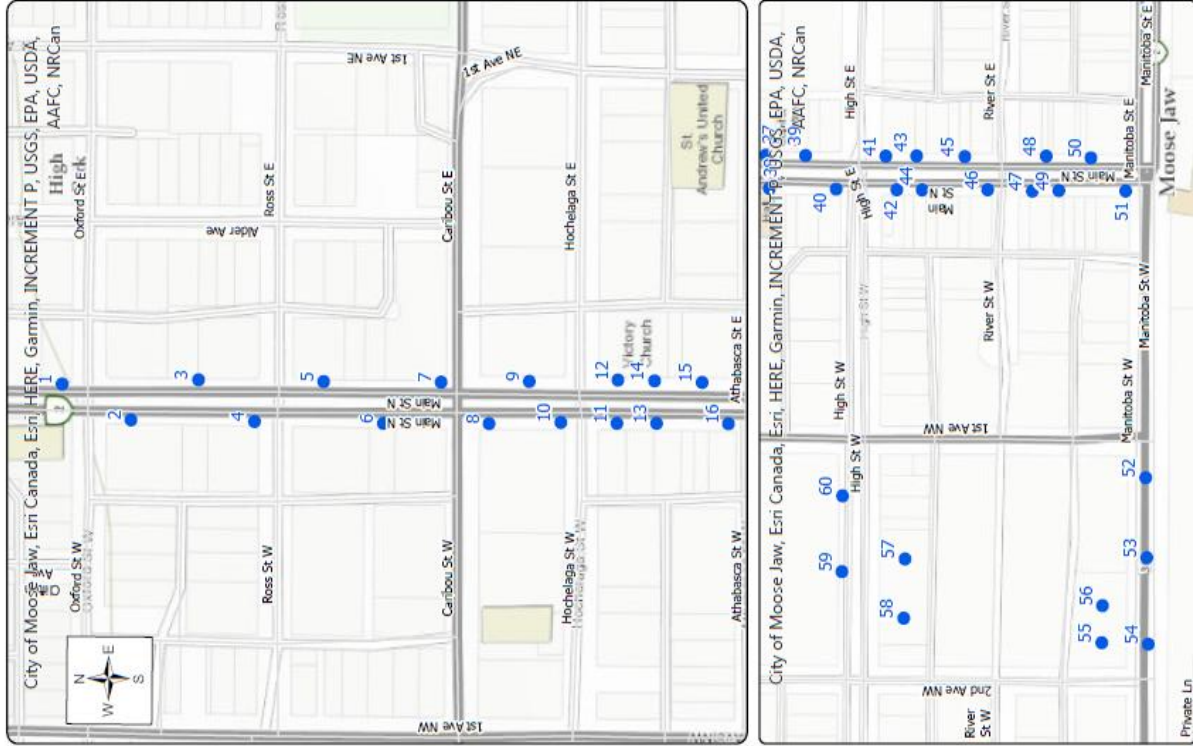 City of Moose Jaw, Esri Canada, Esri, HERE, Garmin, INCREMENT P, USGS, EPA, USDA,
AAFC, NRCan
High
Oxford St E
Oxford St W
Oxford St W
N
W
E
S
1
2
3
4
5
6
7
8
9
10
11
12
13
14
15
16
Ross St E
Ross St W
Alder Ave
1st Ave NE
1st Ave NE
Main St N
Main St N
Caribou St E
Caribou St W
Hochelaga St E
Hochelaga St W
Hochelaga St W
Victory
Church
St.
Andrew's United
Church
Athabasca St E
Athabasca St W
1st Ave NW
City of Moose Jaw, Esri Canada, Esri, HERE, Garmin, INCREMENT P, USGS, EPA, USDA,
AAFC, NRCan
37
38
39
40
41
42
43
44
45
46
47
48
49
50
51
52
53
54
55
56
57
58
59
60
High St E
High St E
High St W
High St W
High St W
Main
St N
Main St N
River St E
River St W
River
St W
1st Ave NW
2nd Ave NW
Manitoba St E
Manitoba St E
Manitoba St W
Manitoba St W
Moose Jaw
Private Ln